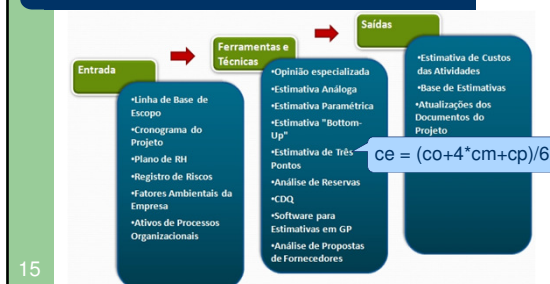 Entrada
•Linha de Base de
Escopo
•Cronograma do
Projeto
•Plano de RH
•Registro de Riscos
•Fatores Ambientais da
Empresa
•Ativos de Processos
Organizacionais
Ferramentas e
Técnicas
•Opinião especializada
•Estimativa Análoga
•Estimativa Paramétrica
•Estimativa "Bottom-
Up"
•Estimativa de Três
Pontos
•Análise de Reservas
•CDQ
•Software para
Estimativas em GP
•Análise de Propostas
de Fornecedores
Saídas
•Estimativa de Custos
das Atividades
•Base de Estimativas
•Atualizações dos
Documentos do
Projeto
ce = (co+4*cm+cp)/6
15